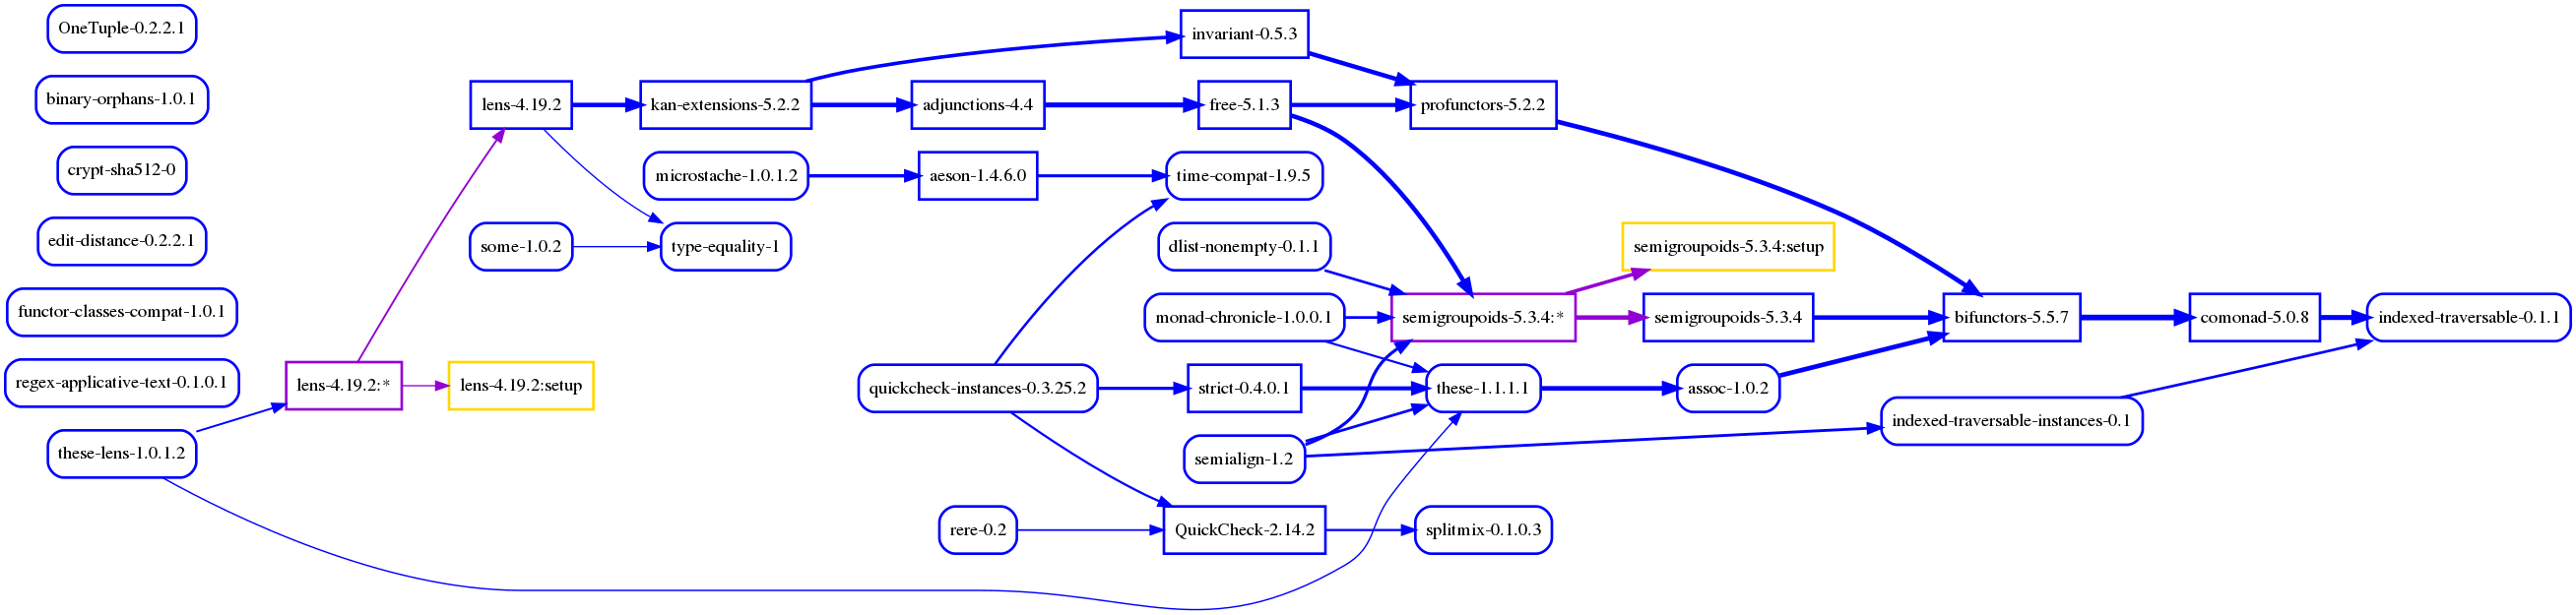 OneTuple-0.2.2.1
binary-orphans-1.0.1
crypt-sha512-0
edit-distance-0.2.2.1
functor-classes-compat-1.0.1
regex-applicative-text-0.1.0.1
these-lens-1.0.1.2
lens-4.19.2:*
lens-4.19.2
some-1.0.2
lens-4.19.2:setup
kan-extensions-5.2.2
microstache-1.0.1.2
type-equality-1
adjunctions-4.4
aeson-1.4.6.0
quickcheck-instances-0.3.25.2
rere-0.2
invariant-0.5.3
free-5.1.3
time-compat-1.9.5
dlist-nonempty-0.1.1
monad-chronicle-1.0.0.1
strict-0.4.0.1
semialign-1.2
QuickCheck-2.14.2
profunctors-5.2.2
semigroupoids-5.3.4:*
these-1.1.1.1
splitmix-0.1.0.3
semigroupoids-5.3.4:setup
semigroupoids-5.3.4
assoc-1.0.2
bifunctors-5.5.7
indexed-traversable-instances-0.1
comonad-5.0.8
indexed-traversable-0.1.1